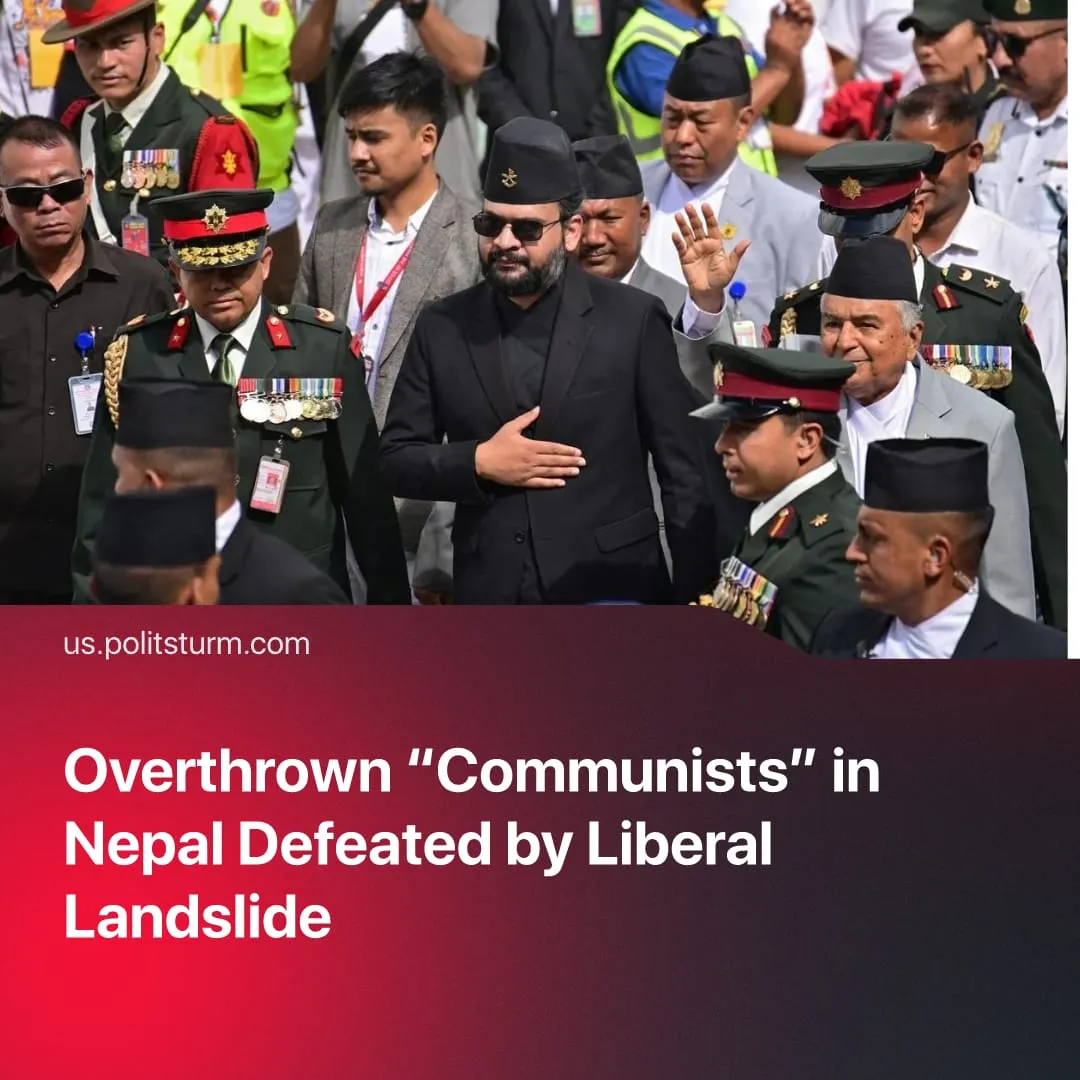 us.politsturm.com
Overthrown “Communists” in
Nepal Defeated by Liberal
Landslide